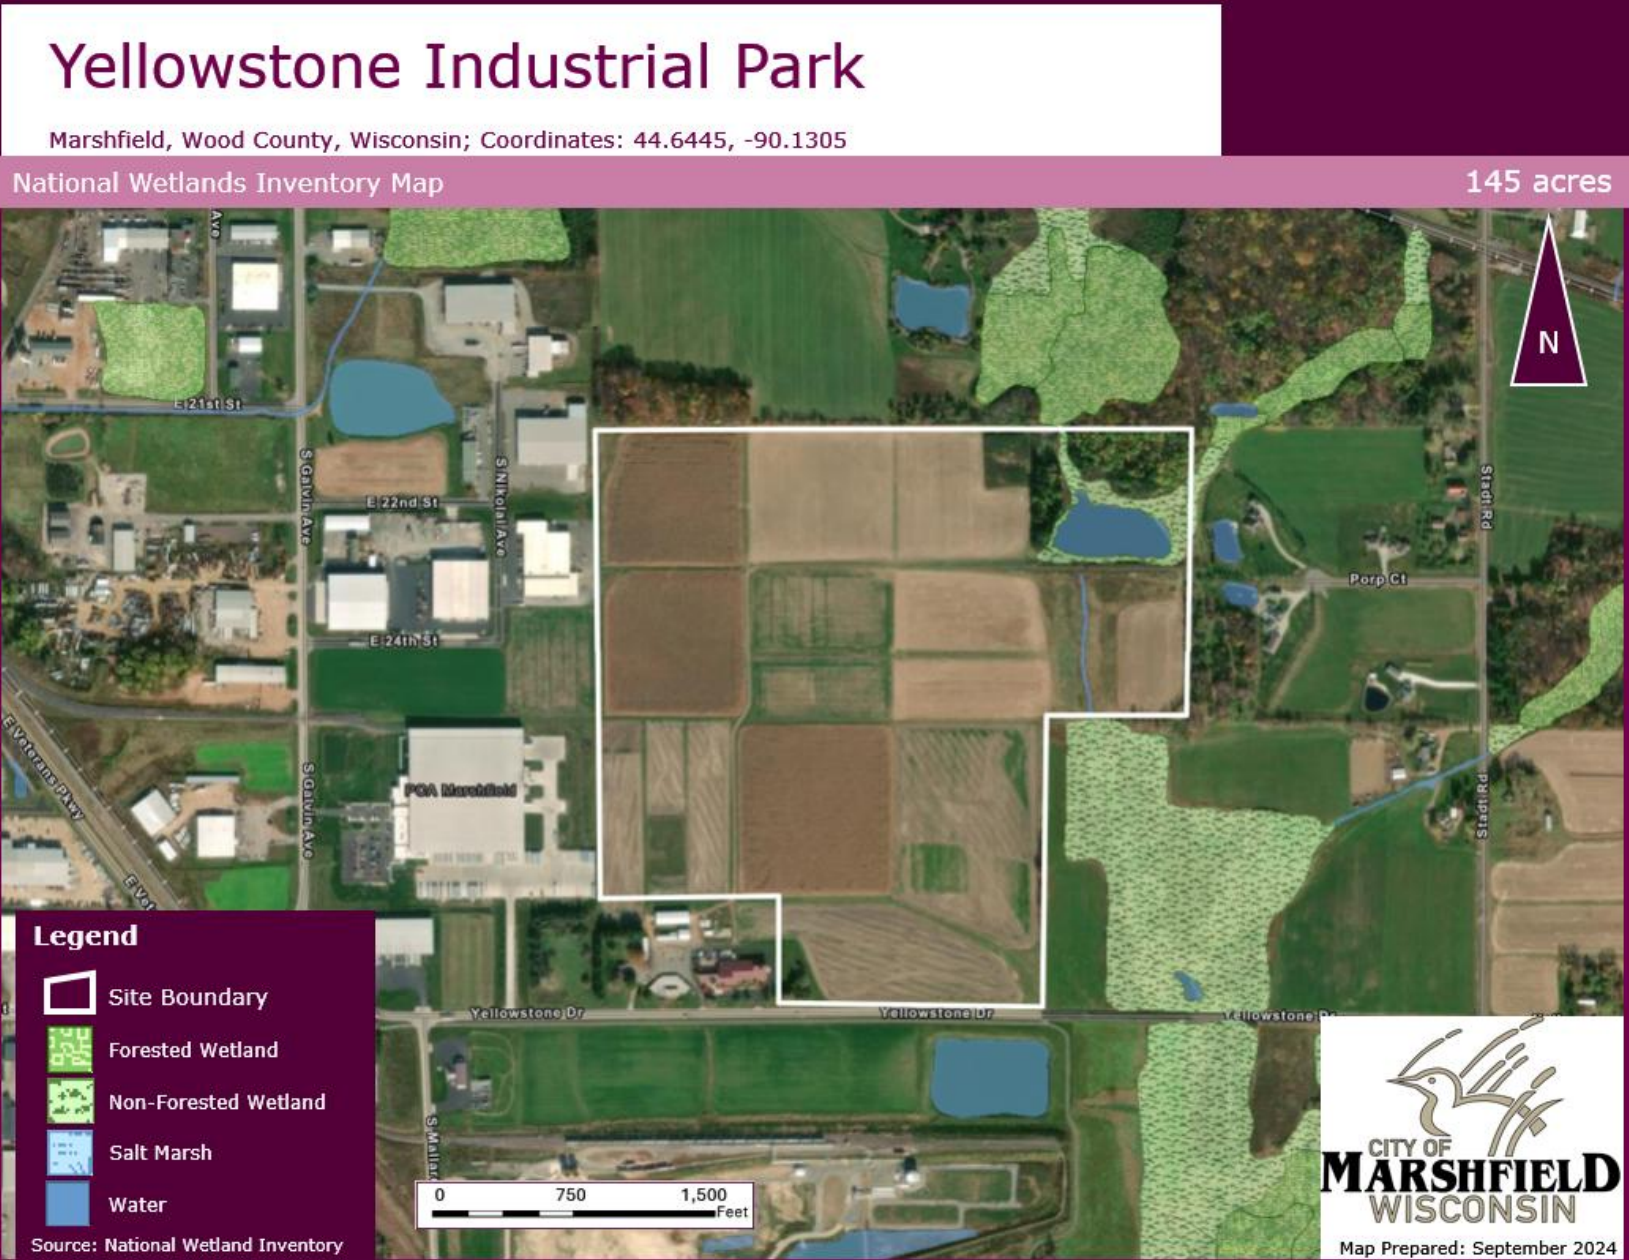 Yellowstone Industrial Park
Marshfield, Wood County, Wisconsin; Coordinates: 44.6445, -90.1305
National Wetlands Inventory Map
145 acres
Ave
N
E 21st St
S Galvin Ave
E 22nd St
S Nikolai Ave
Stadt Rd
Porp Ct
E 24th St
E Veterans Pkwy
S Galvin Ave
PCA Marshfield
Stadt Rd
E Vet
Legend
Site Boundary
Forested Wetland
Non-Forested Wetland
Salt Marsh
Water
Source: National Wetland Inventory
Yellowstone Dr
Yellowstone Dr
Yellowstone Dr
S Mallar
0 750 1,500
Feet
CITY OF
MARSHFIELD
WISCONSIN
Map Prepared: September 2024